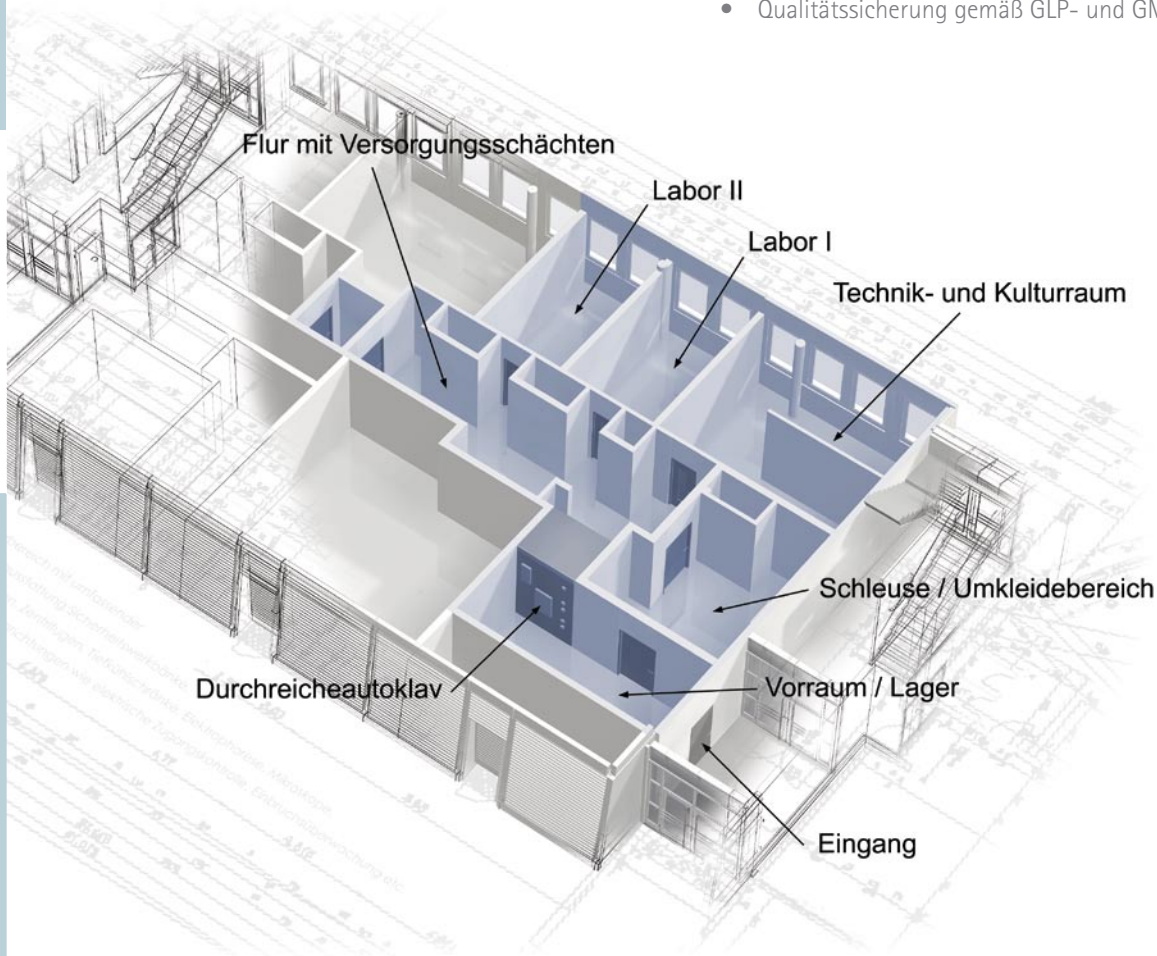 • Qualitätssicherung gemäß GLP- und
Flur mit Versorgungsschächten
Labor II
Labor I
Technik- und Kulturraum
Schleuse / Umkleidebereich
Durchreicheautoklav
Vorraum / Lager
Eingang